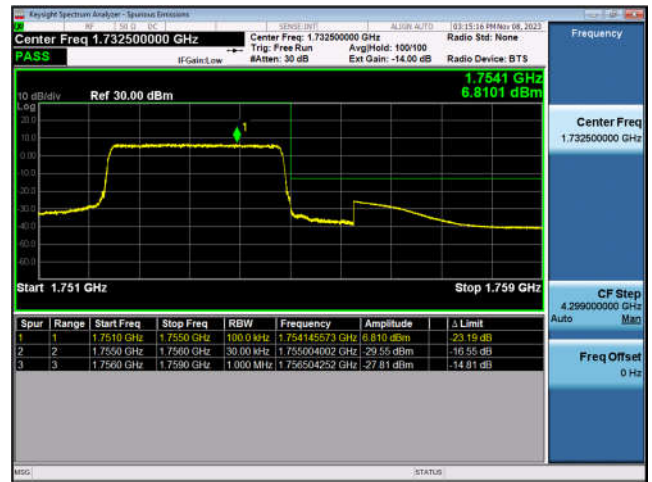 Keysight Spectrum Analyzer - Spurious Emissions
RF 50 Ω DC SENSE:INT ALIGN AUTO 03:15:16 PM Nov 08, 2023
Center Freq 1.732500000 GHz
Center Freq: 1.732500000 GHz
Radio Std: None
Trig: Free Run
Avg|Hold: 100/100
PASS
IFGain:Low
#Atten: 30 dB
Ext Gain: -14.00 dB
Radio Device: BTS
1.7541 GHz
6.8101 dBm
10 dB/div Ref 30.00 dBm
Log
20.0
10.0
0.00
-10.0
-20.0
-30.0
-40.0
-50.0
-60.0
1
Start 1.751 GHz
Stop 1.759 GHz
Spur Range Start Freq Stop Freq RBW Frequency Amplitude Δ Limit
1 1 1.7510 GHz 1.7550 GHz 100.0 kHz 1.754145573 GHz 6.810 dBm -23.19 dB
2 2 1.7550 GHz 1.7560 GHz 30.00 kHz 1.755004002 GHz -29.55 dBm -16.55 dB
3 3 1.7560 GHz 1.7590 GHz 1.000 MHz 1.756504252 GHz -27.81 dBm -14.81 dB
MSG
STATUS
Frequency
Center Freq
1.732500000 GHz
CF Step
4.299000000 GHz
Auto Man
Freq Offset
0 Hz